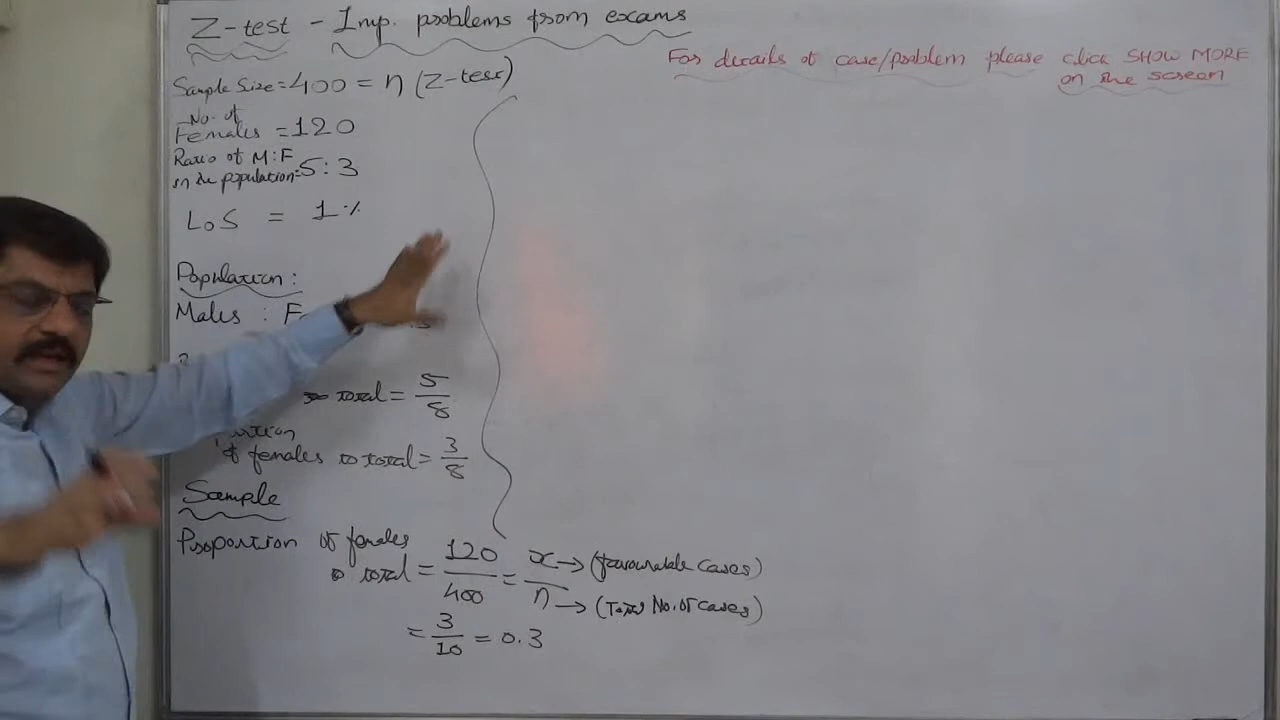 Z-test - Imp. problems from exams
For details of case/problem please click SHOW MORE
on the screen
Sample Size = 400 = n (Z-test)
No. of
Females = 120
Ratio of M:F
in the population = 5 : 3
LoS = 1%
Population :
Males : Fe
total = 5/8
of females to total = 3/8
Sample
Proportion of females
to total = 120/400 = x/n → (favourable cases)
→ (Total No. of cases)
= 3/10 = 0.3